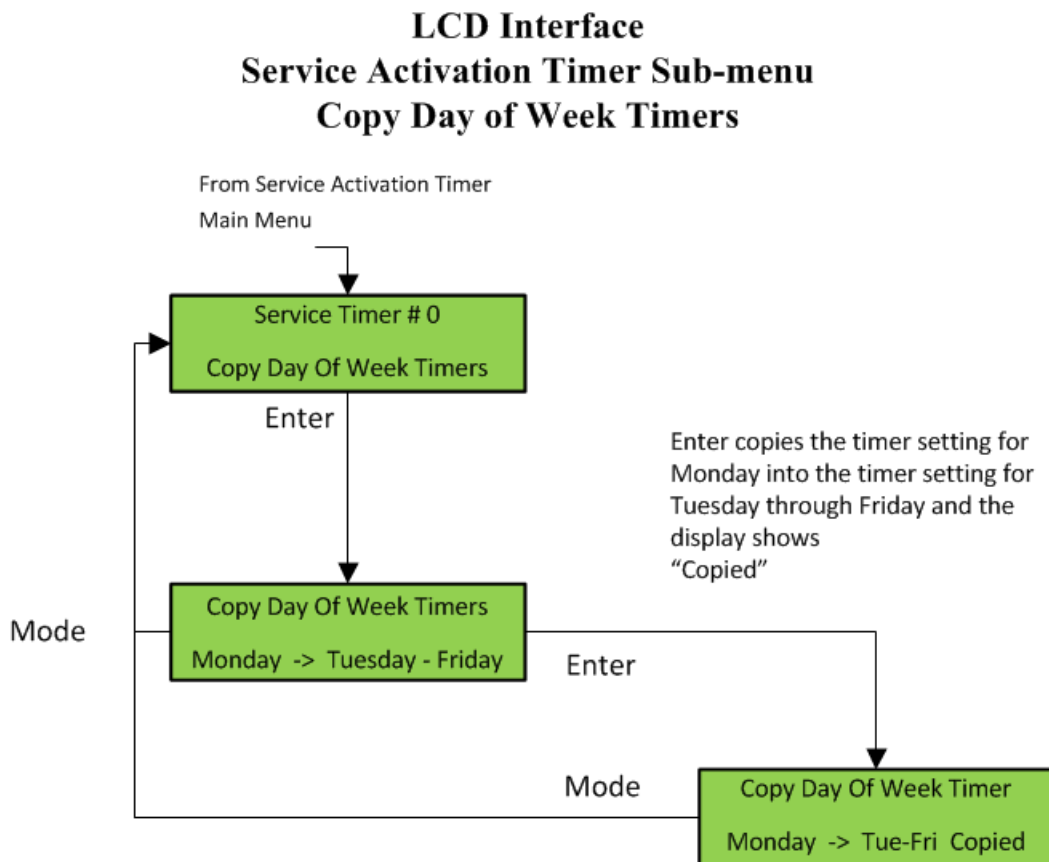 LCD Interface
Service Activation Timer Sub-menu
Copy Day of Week Timers
From Service Activation Timer
Main Menu
Service Timer # 0
Copy Day Of Week Timers
Enter
Enter copies the timer setting for
Monday into the timer setting for
Tuesday through Friday and the
display shows
“Copied”
Copy Day Of Week Timers
Monday -> Tuesday - Friday
Mode
Enter
Mode
Copy Day Of Week Timer
Monday -> Tue-Fri Copied